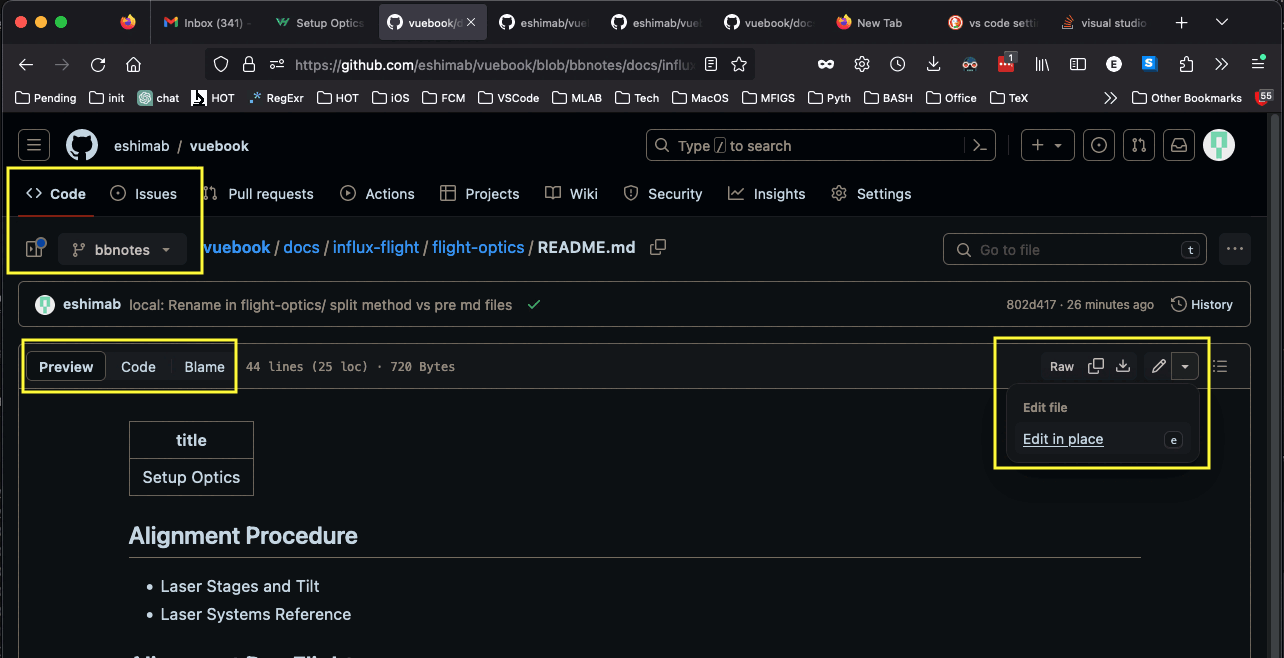 Inbox (341)
Setup Optics
vuebook/d
eshimab/vue
eshimab/vue
vuebook/doc
New Tab
vs code setti
visual studio
https://github.com/eshimab/vuebook/blob/bbnotes/docs/influx
1
E
S
Pending init chat HOT RegExr HOT iOS FCM VSCode MLAB Tech MacOS MFIGS Pyth BASH Office TeX Other Bookmarks 55
eshimab / vuebook
Type / to search
Code Issues Pull requests Actions Projects Wiki Security Insights Settings
bbnotes
vuebook / docs / influx-flight / flight-optics / README.md
Go to file t
eshimab local: Rename in flight-optics/ split method vs pre md files
802d417 · 26 minutes ago History
Preview Code Blame 44 lines (25 loc) · 720 Bytes
Raw
Edit file
Edit in place e
title
Setup Optics
Alignment Procedure
• Laser Stages and Tilt
• Laser Systems Reference